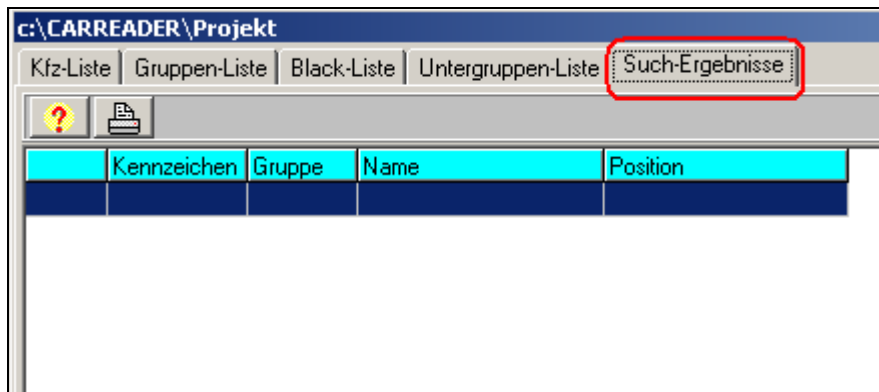 c:\CARREADER\Projekt
Kfz-Liste Gruppen-Liste Black-Liste Untergruppen-Liste Such-Ergebnisse
?
Kennzeichen Gruppe Name Position